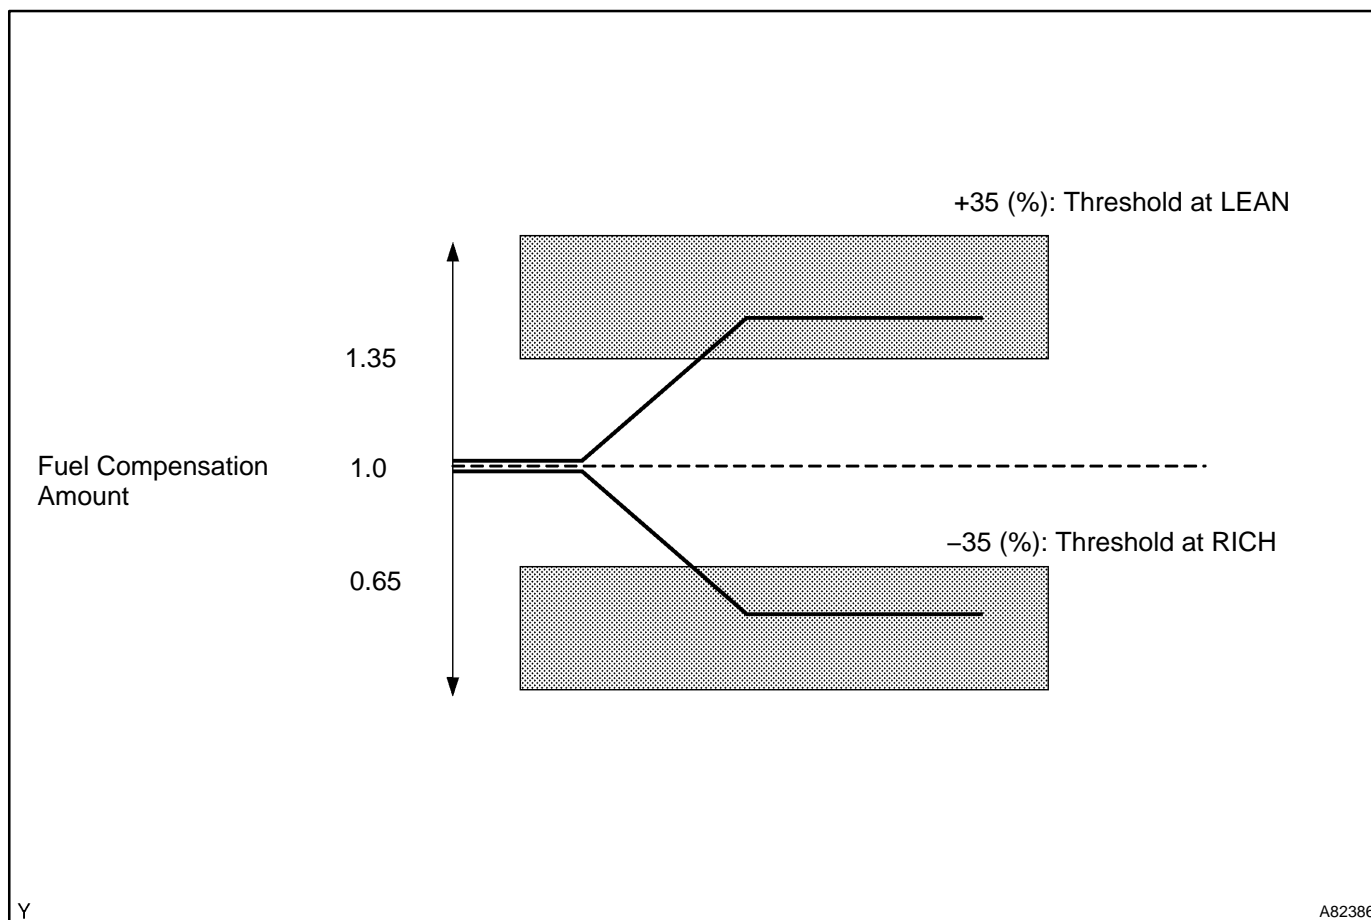 +35 (%): Threshold at LEAN
1.35
Fuel Compensation
Amount
1.0
–35 (%): Threshold at RICH
0.65
Y
A82386